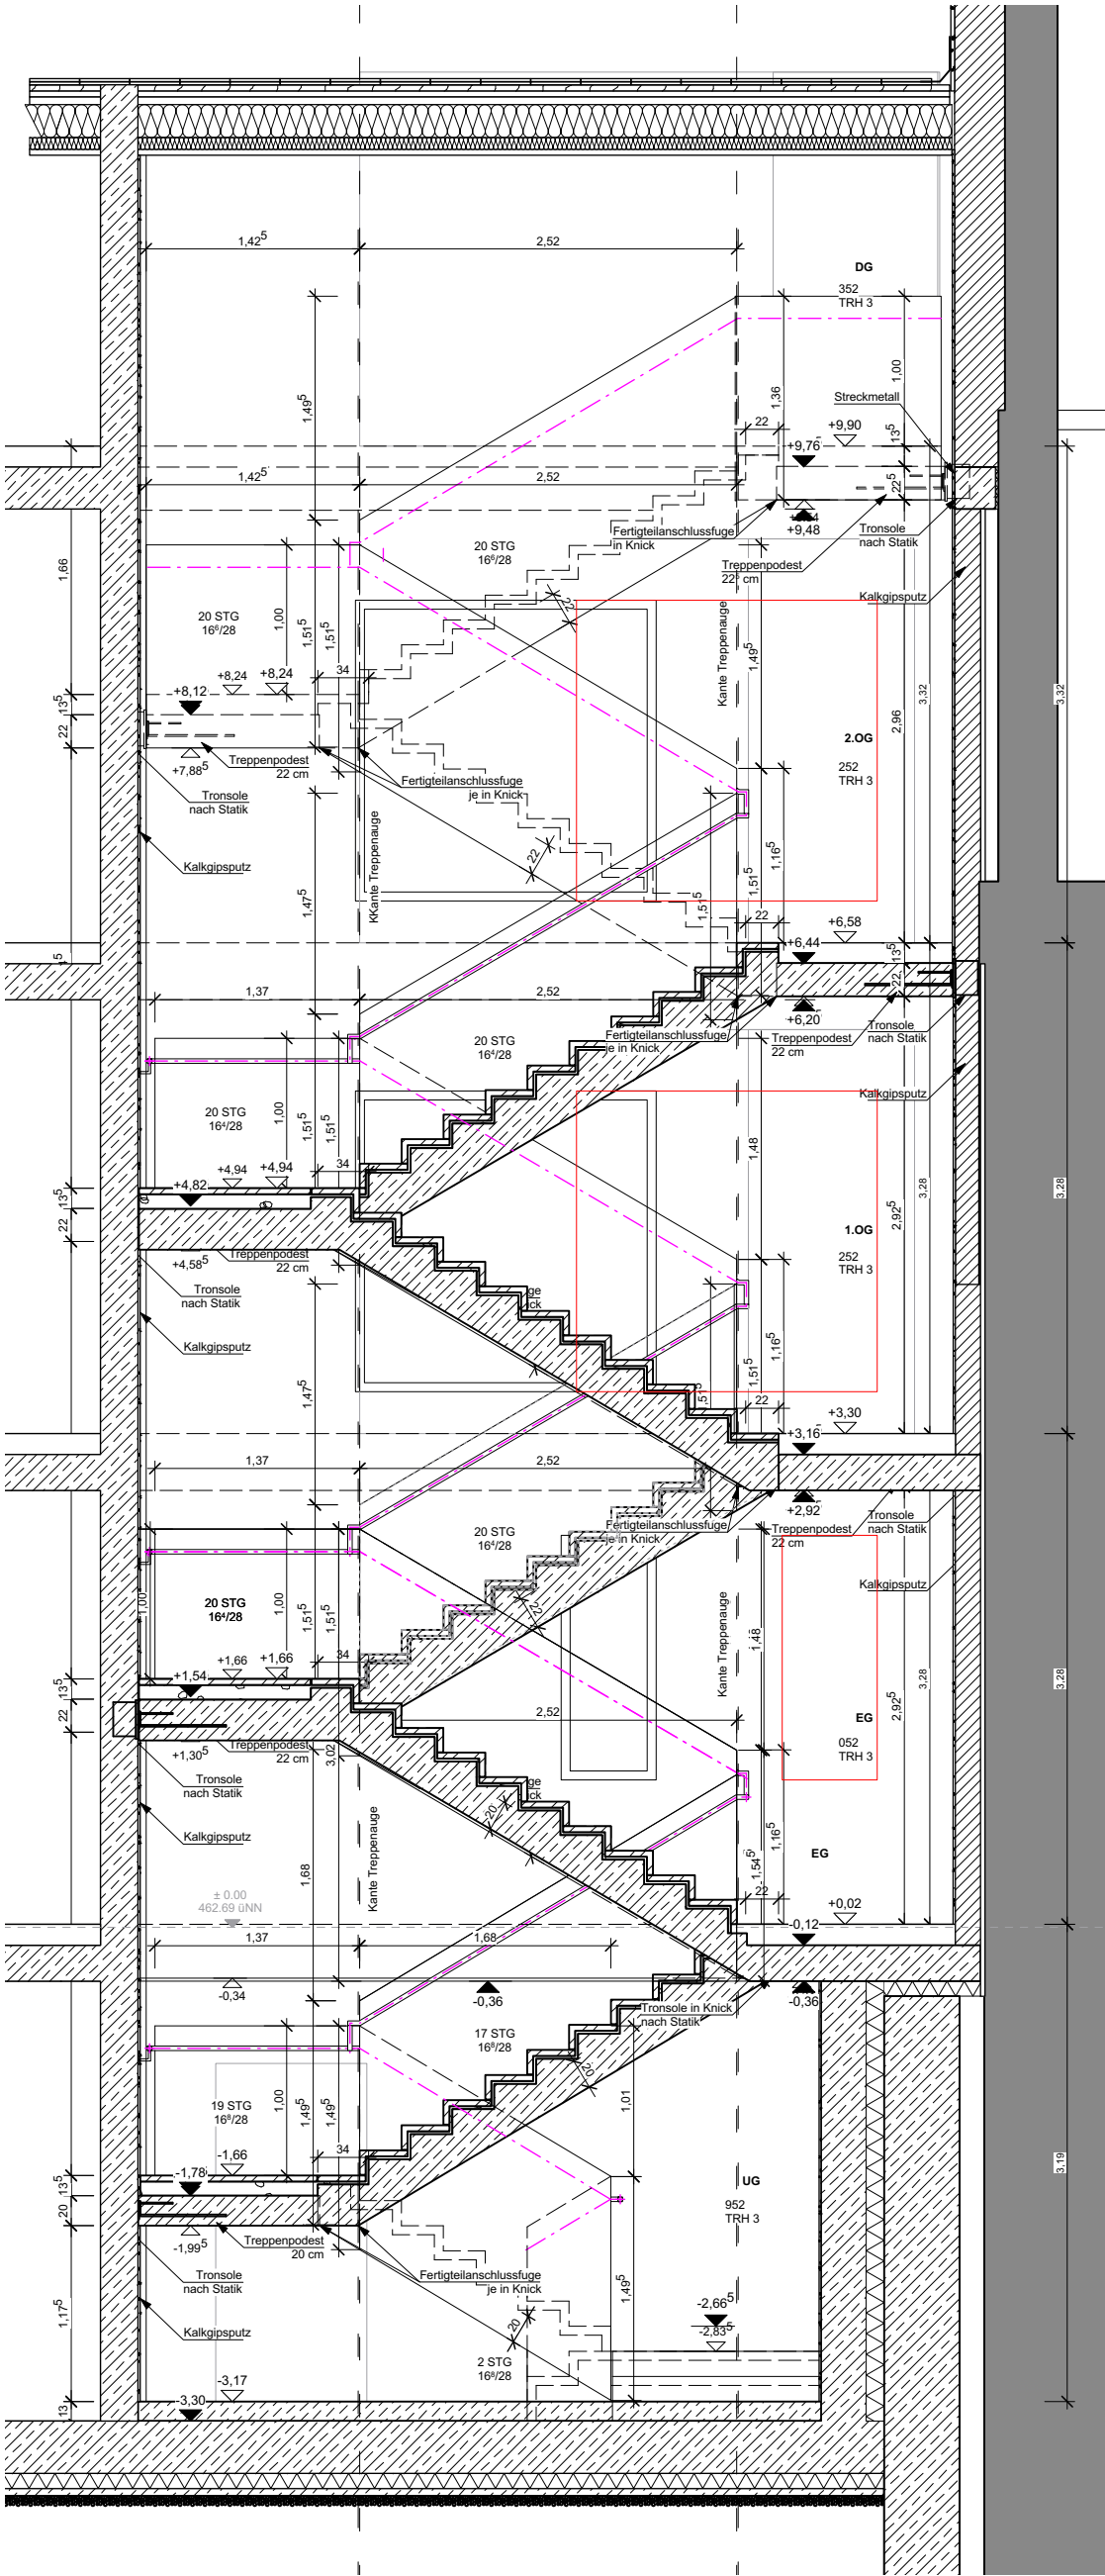 1,42⁵
2,52
DG
352
TRH 3
1,49⁵
1,36
1,00
Streckmetall
22
+9,90
+9,76
13⁵
1,42⁵
2,52
22⁵
+9,48
Fertigteilanschlussfuge
in Knick
Tronsole
nach Statik
20 STG
16⁶/28
Treppenpodest
22⁵ cm
Kalkgipsputz
1,66
1,00
1,51⁵
1,51⁵
22
20 STG
16⁶/28
Kante Treppenauge
1,49⁵
3,32
2,96
3,32
34
+8,24
+8,24
+8,12
13⁵
22
+7,88⁵
Treppenpodest
22 cm
Fertigteilanschlussfuge
je in Knick
2.OG
252
TRH 3
Tronsole
nach Statik
Kalkgipsputz
1,47⁵
22
KKante Treppenauge
1,51⁵
1,51⁵
1,16⁵
22
+6,58
+6,44
13⁵
22
+6,20
1,37
2,52
Fertigteilanschlussfuge
je in Knick
Treppenpodest
22 cm
Tronsole
nach Statik
Kalkgipsputz
20 STG
16⁴/28
20 STG
16⁴/28
1,00
1,51⁵
1,51⁵
34
1,48
2,92⁵
3,28
3,28
+4,94
+4,94
+4,82
13⁵
22
+4,58⁵
Treppenpodest
22 cm
Tronsole
nach Statik
Kalkgipsputz
1.OG
252
TRH 3
ge
ick
1,47⁵
1,51⁵
1,51⁵
1,16⁵
22
+3,30
+3,16
+2,92
1,37
2,52
Fertigteilanschlussfuge
je in Knick
Treppenpodest
22 cm
Tronsole
nach Statik
Kalkgipsputz
20 STG
16⁴/28
20 STG
16⁴/28
1,00
1,00
1,51⁵
1,51⁵
34
22
Kante Treppenauge
1,48
2,92⁵
3,28
3,28
+1,66
+1,66
+1,54
13⁵
22
+1,30⁵
Treppenpodest
22 cm
3,02
2,52
EG
052
TRH 3
Tronsole
nach Statik
Kalkgipsputz
ge
ick
20
Kante Treppenauge
1,68
1,54⁵
1,16⁵
22
EG
± 0.00
462.69 üNN
+0,02
-0,12
1,37
1,68
-0,34
-0,36
-0,36
Tronsole in Knick
nach Statik
17 STG
16⁸/28
20
19 STG
16⁸/28
1,00
1,49⁵
1,49⁵
34
1,01
-1,66
-1,78
13⁵
20
-1,99⁵
Treppenpodest
20 cm
Fertigteilanschlussfuge
je in Knick
UG
952
TRH 3
3,19
Tronsole
nach Statik
Kalkgipsputz
1,17⁵
1,49⁵
20
-2,66⁵
-2,83⁵
2 STG
16⁸/28
-3,17
-3,30
13